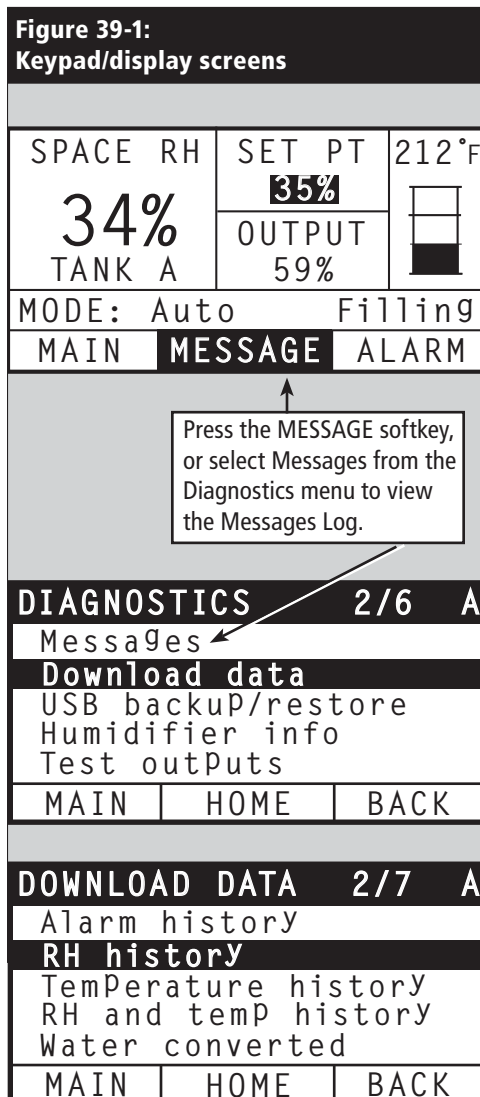 Figure 39-1:
Keypad/display screens
SPACE RH
34%
TANK A
SET PT
35%
OUTPUT
59%
212°F
MODE: Auto Filling
MAIN MESSAGE ALARM
Press the MESSAGE softkey,
or select Messages from the
Diagnostics menu to view
the Messages Log.
DIAGNOSTICS 2/6 A
Messages
Download data
USB backup/restore
Humidifier info
Test outputs
MAIN HOME BACK
DOWNLOAD DATA 2/7 A
Alarm history
RH history
Temperature history
RH and temp history
Water converted
MAIN HOME BACK